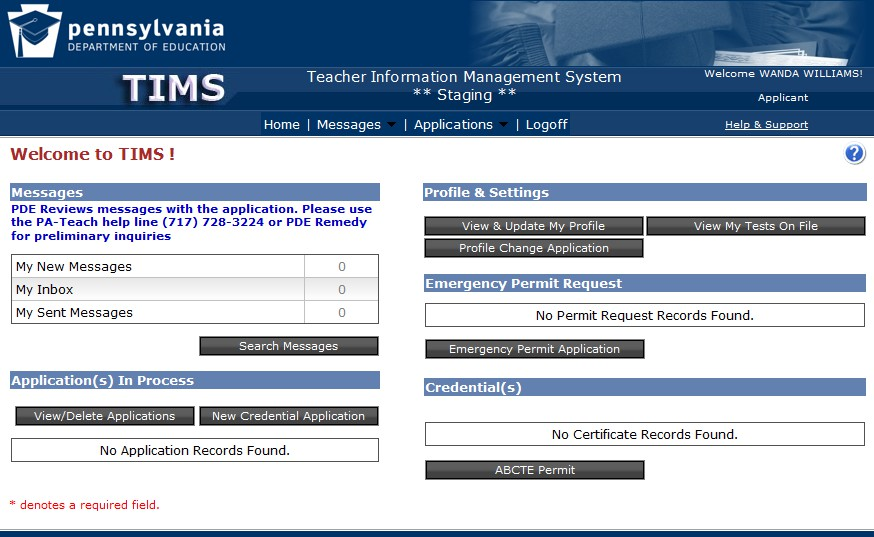 pennsylvania
DEPARTMENT OF EDUCATION
TIMS
Teacher Information Management System
** Staging **
Welcome WANDA WILLIAMS!
Applicant
Home | Messages | Applications | Logoff
Help & Support
Welcome to TIMS !
?
Messages
PDE Reviews messages with the application. Please use
the PA-Teach help line (717) 728-3224 or PDE Remedy
for preliminary inquiries
My New Messages 0
My Inbox 0
My Sent Messages 0
Search Messages
Application(s) In Process
View/Delete Applications New Credential Application
No Application Records Found.
Profile & Settings
View & Update My Profile View My Tests On File
Profile Change Application
Emergency Permit Request
No Permit Request Records Found.
Emergency Permit Application
Credential(s)
No Certificate Records Found.
ABCTE Permit
* denotes a required field.